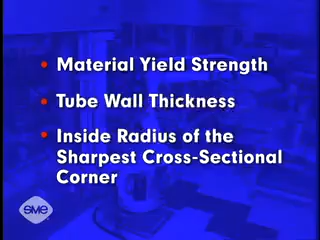 • Material Yield Strength
• Tube Wall Thickness
• Inside Radius of the
Sharpest Cross-Sectional
Corner
sme